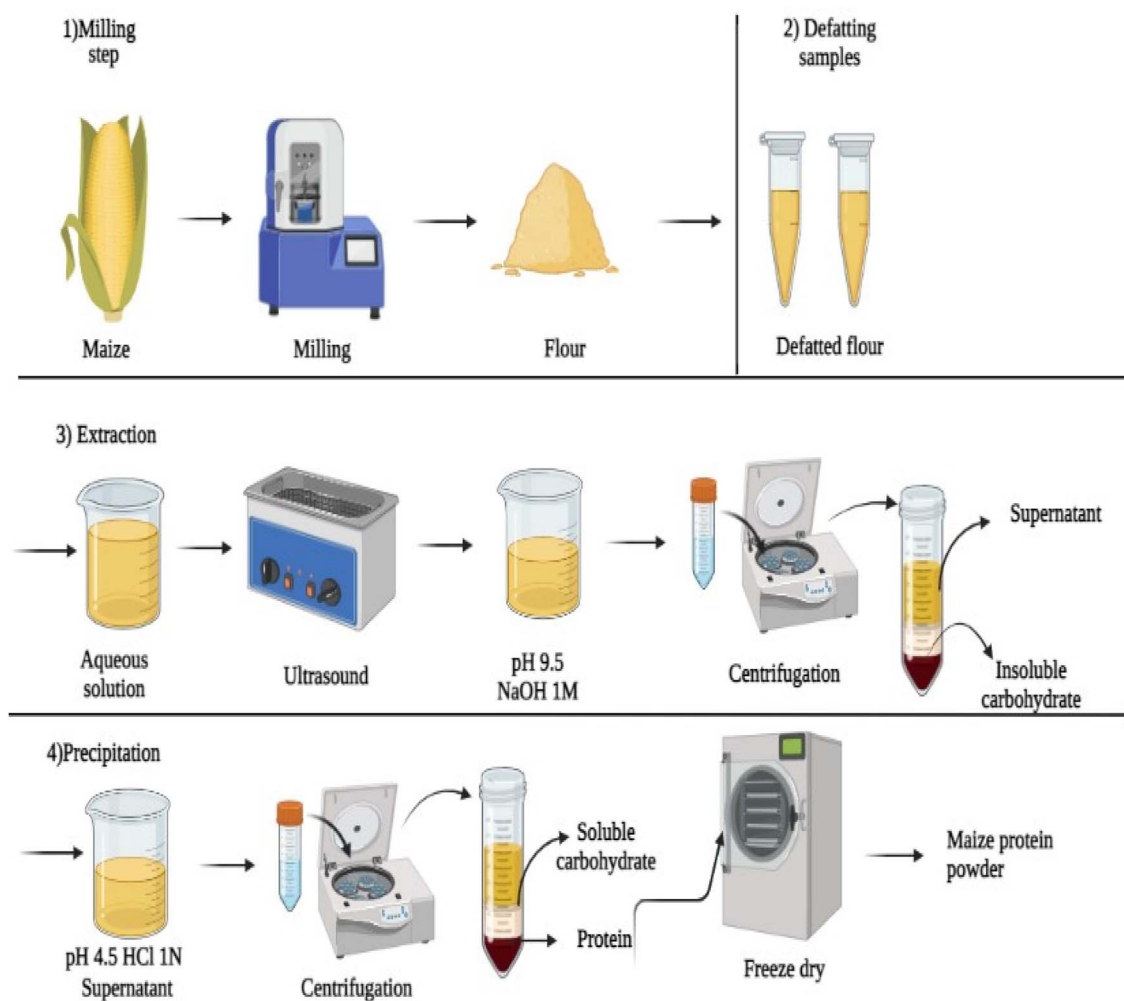 1)Milling
step
2) Defatting
samples
Maize
Milling
Flour
Defatted flour
3) Extraction
Supernatant
Aqueous
solution
Ultrasound
pH 9.5
NaOH 1M
Centrifugation
Insoluble
carbohydrate
4)Precipitation
Soluble
carbohydrate
Maize protein
powder
Protein
pH 4.5 HCl 1N
Supernatant
Centrifugation
Freeze dry